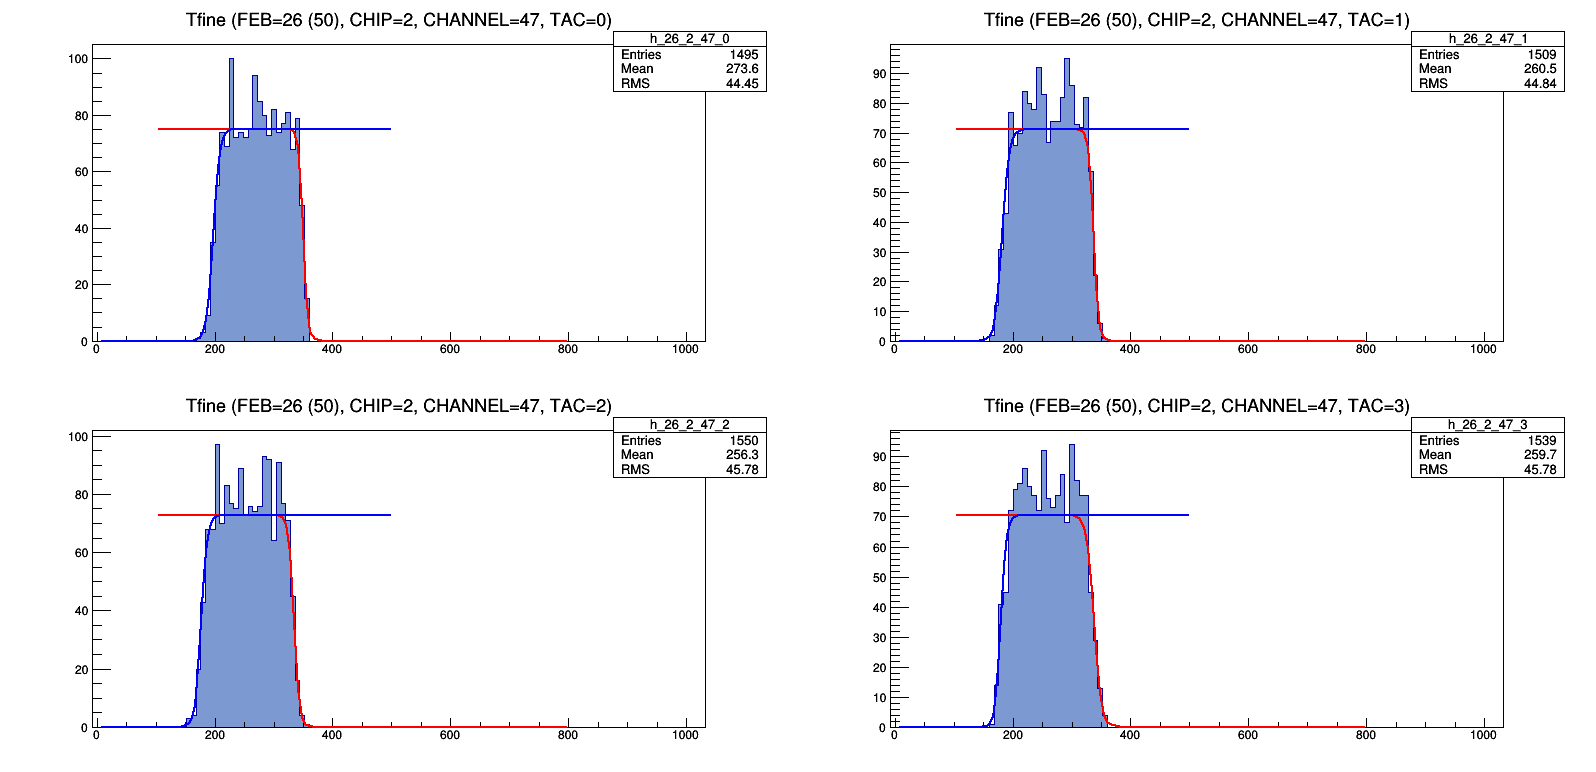 Tfine (FEB=26 (50), CHIP=2, CHANNEL=47, TAC=0)
h_26_2_47_0
Entries 1495
Mean 273.6
RMS 44.45
100
80
60
40
20
0
0 200 400 600 800 1000
Tfine (FEB=26 (50), CHIP=2, CHANNEL=47, TAC=1)
h_26_2_47_1
Entries 1509
Mean 260.5
RMS 44.84
90
80
70
60
50
40
30
20
10
0
0 200 400 600 800 1000
Tfine (FEB=26 (50), CHIP=2, CHANNEL=47, TAC=2)
h_26_2_47_2
Entries 1550
Mean 256.3
RMS 45.78
100
80
60
40
20
0
0 200 400 600 800 1000
Tfine (FEB=26 (50), CHIP=2, CHANNEL=47, TAC=3)
h_26_2_47_3
Entries 1539
Mean 259.7
RMS 45.78
90
80
70
60
50
40
30
20
10
0
0 200 400 600 800 1000